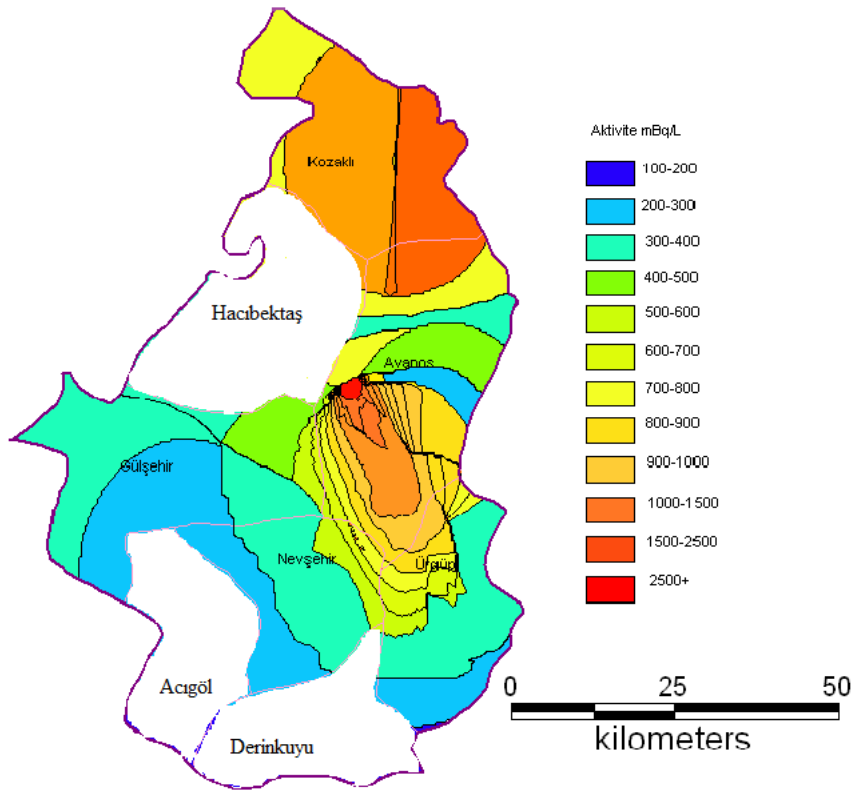 Kozaklı
Hacıbektaş
Avanos
Gülşehir
Nevşehir
Ürgüp
Acıgöl
Derinkuyu
Aktivite mBq/L
100-200
200-300
300-400
400-500
500-600
600-700
700-800
800-900
900-1000
1000-1500
1500-2500
2500+
0 25 50
kilometers